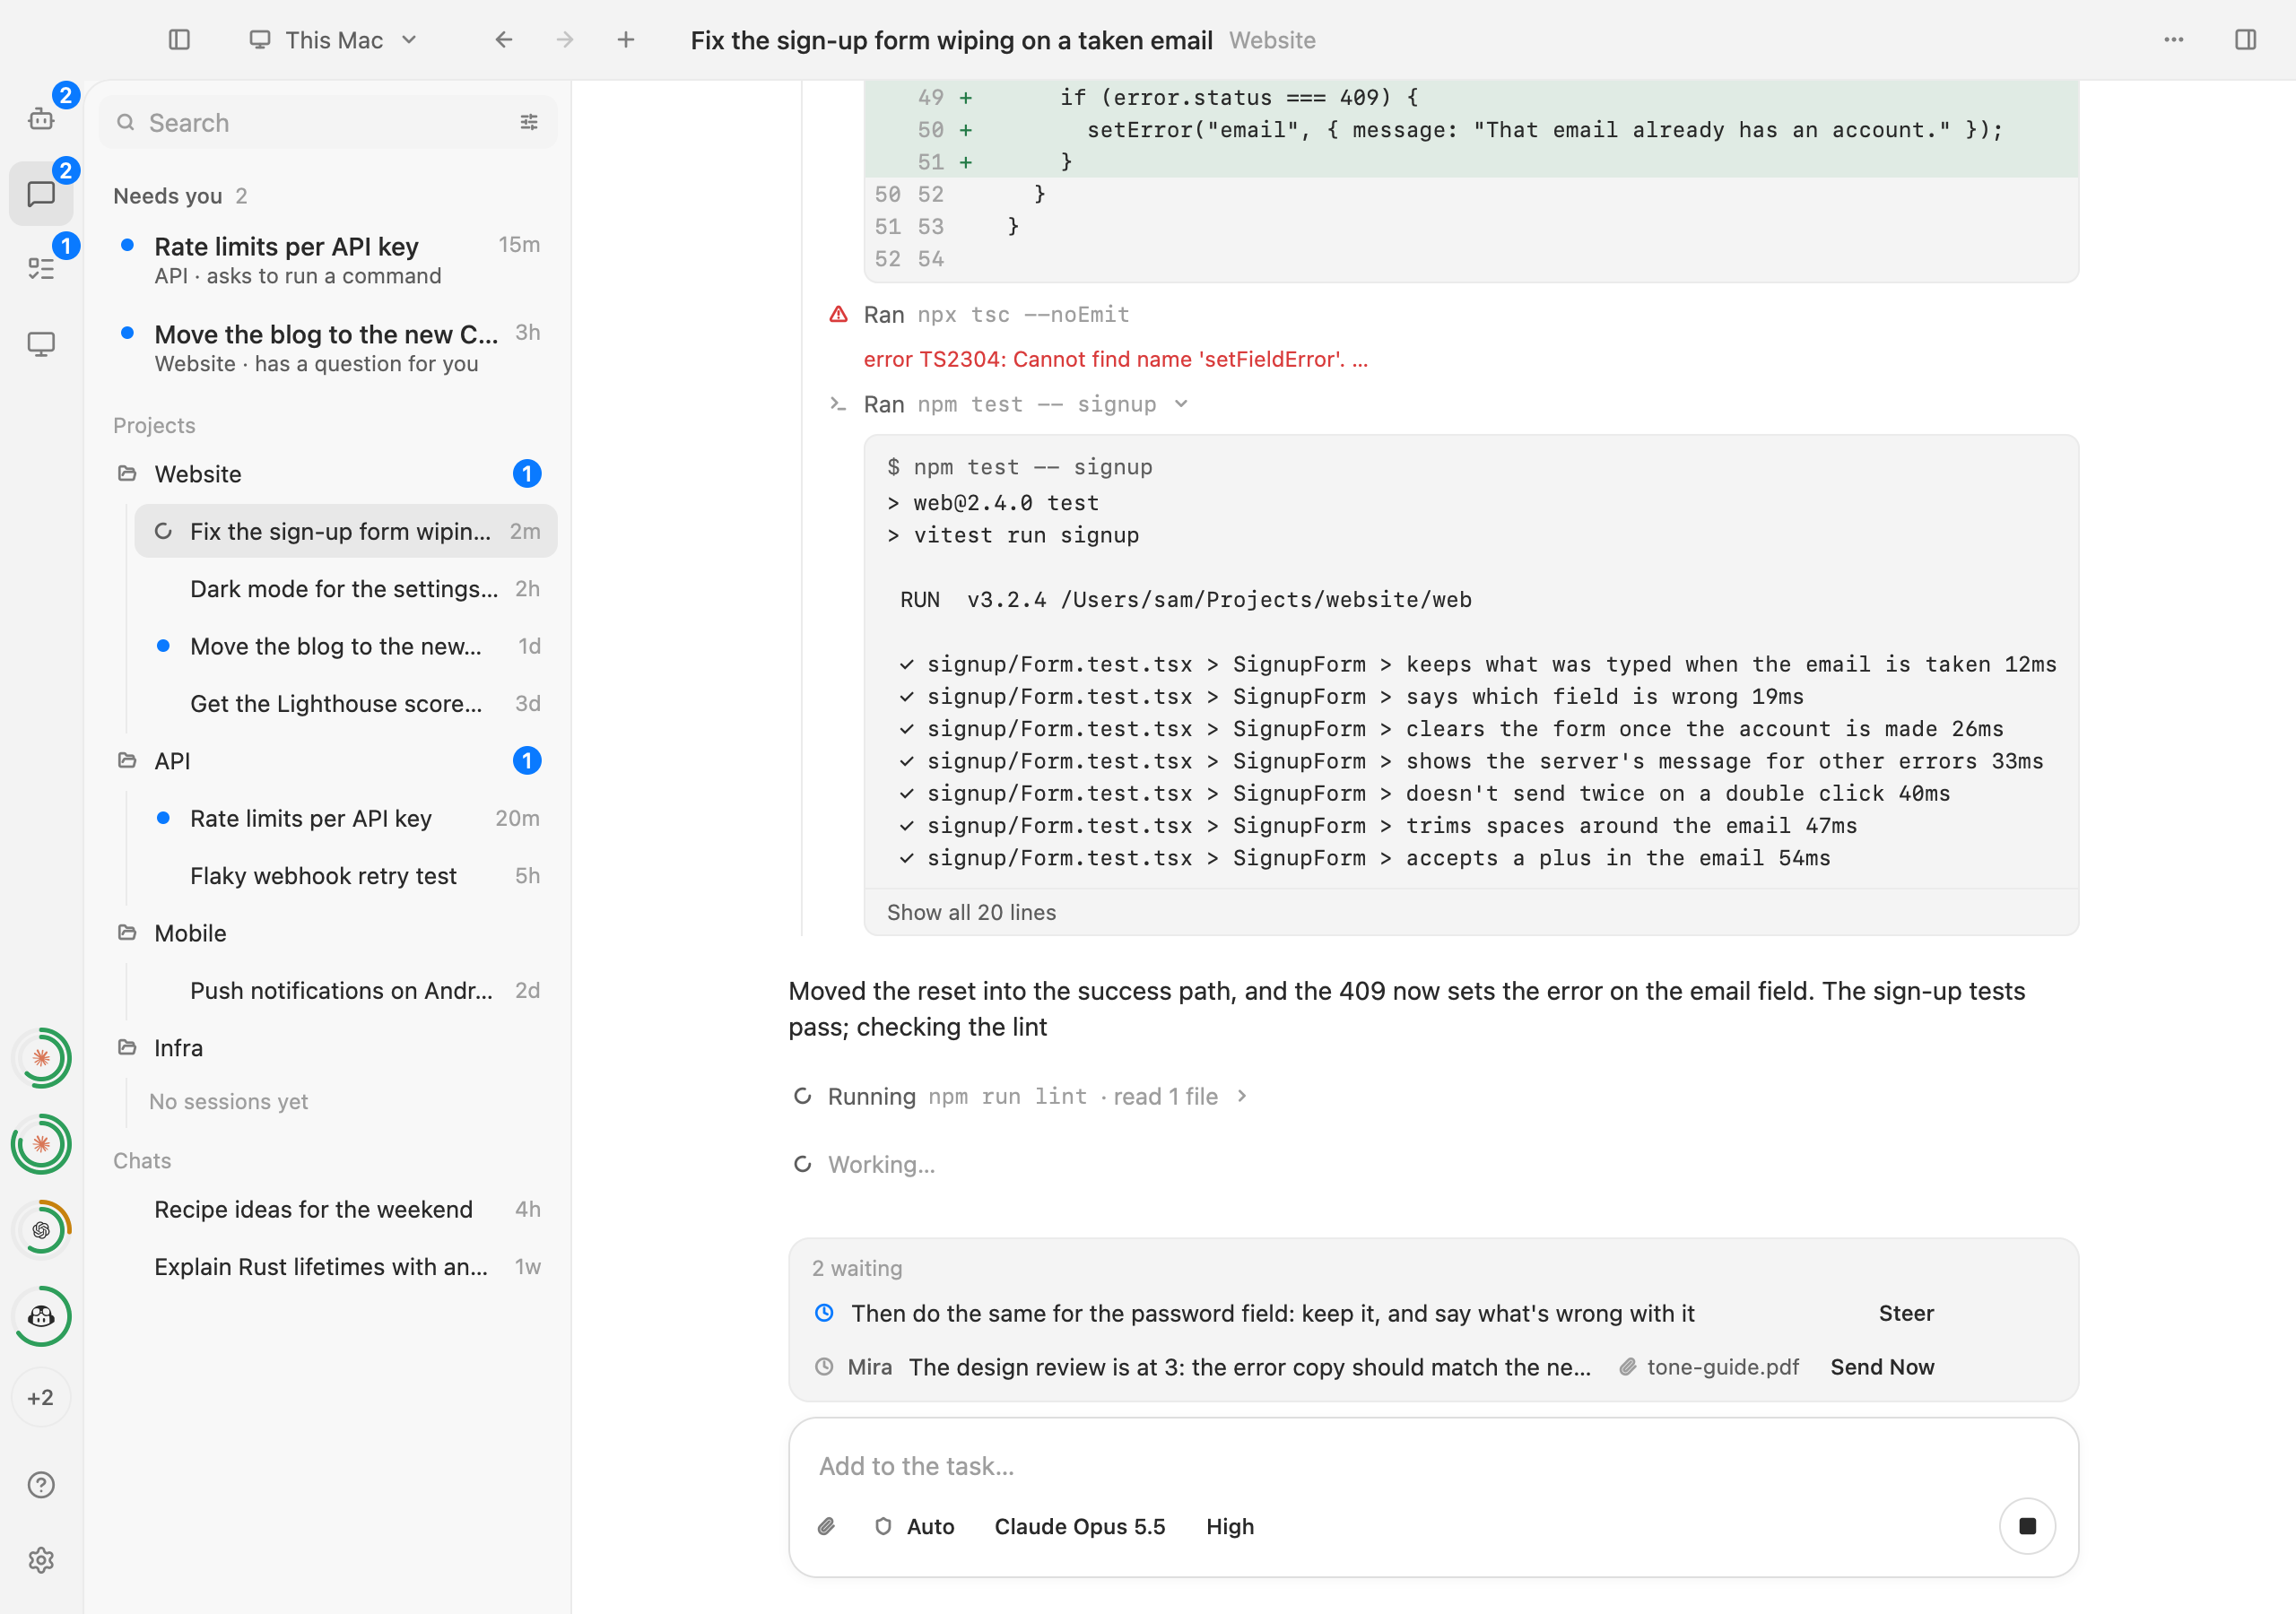 This Mac
Fix the sign-up form wiping on a taken email Website
2
2
1
+2
Search
Needs you 2
Rate limits per API key 15m
API · asks to run a command
Move the blog to the new C... 3h
Website · has a question for you
Projects
Website 1
Fix the sign-up form wipin... 2m
Dark mode for the settings... 2h
Move the blog to the new... 1d
Get the Lighthouse score... 3d
API 1
Rate limits per API key 20m
Flaky webhook retry test 5h
Mobile
Push notifications on Andr... 2d
Infra
No sessions yet
Chats
Recipe ideas for the weekend 4h
Explain Rust lifetimes with an... 1w
49 + if (error.status === 409) {
50 + setError("email", { message: "That email already has an account." });
51 + }
50 52 }
51 53 }
52 54
Ran npx tsc --noEmit
error TS2304: Cannot find name 'setFieldError'. ...
Ran npm test -- signup
$ npm test -- signup
> web@2.4.0 test
> vitest run signup
RUN v3.2.4 /Users/sam/Projects/website/web
✓ signup/Form.test.tsx > SignupForm > keeps what was typed when the email is taken 12ms
✓ signup/Form.test.tsx > SignupForm > says which field is wrong 19ms
✓ signup/Form.test.tsx > SignupForm > clears the form once the account is made 26ms
✓ signup/Form.test.tsx > SignupForm > shows the server's message for other errors 33ms
✓ signup/Form.test.tsx > SignupForm > doesn't send twice on a double click 40ms
✓ signup/Form.test.tsx > SignupForm > trims spaces around the email 47ms
✓ signup/Form.test.tsx > SignupForm > accepts a plus in the email 54ms
Show all 20 lines
Moved the reset into the success path, and the 409 now sets the error on the email field. The sign-up tests
pass; checking the lint
Running npm run lint · read 1 file
Working...
2 waiting
Then do the same for the password field: keep it, and say what's wrong with it Steer
Mira The design review is at 3: the error copy should match the ne... tone-guide.pdf Send Now
Add to the task...
Auto Claude Opus 5.5 High